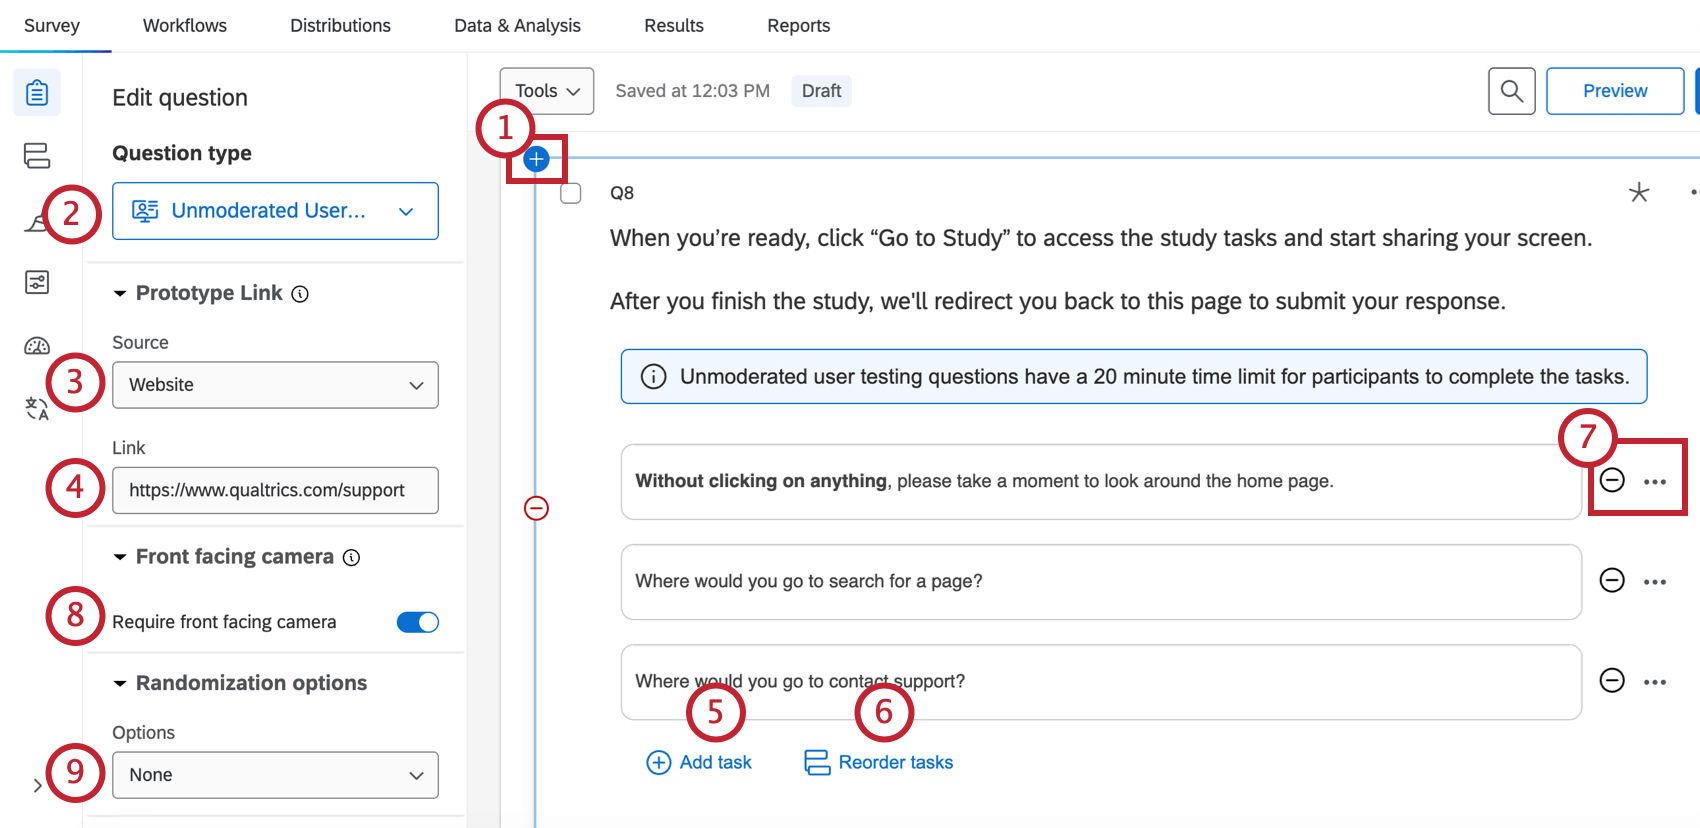 Survey Workflows Distributions Data & Analysis Results Reports
Tools Saved at 12:03 PM Draft Preview
1
Edit question
Question type
2
Unmoderated User...
Prototype Link
Source
3
Website
Link
4
https://www.qualtrics.com/support
Front facing camera
8
Require front facing camera
Randomization options
Options
9
None
Q8
When you’re ready, click “Go to Study” to access the study tasks and start sharing your screen.
After you finish the study, we'll redirect you back to this page to submit your response.
Unmoderated user testing questions have a 20 minute time limit for participants to complete the tasks.
7
Without clicking on anything, please take a moment to look around the home page.
Where would you go to search for a page?
Where would you go to contact support?
5 6
Add task Reorder tasks